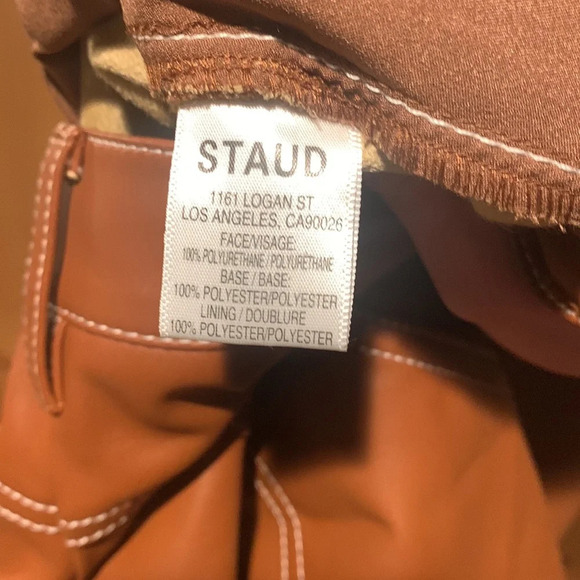 STAUD
1161 LOGAN ST
LOS ANGELES, CA90026
FACE/VISAGE:
100% POLYURETHANE / POLYURETHANE
BASE / BASE:
100% POLYESTER/POLYESTER
LINING / DOUBLURE
100% POLYESTER/POLYESTER